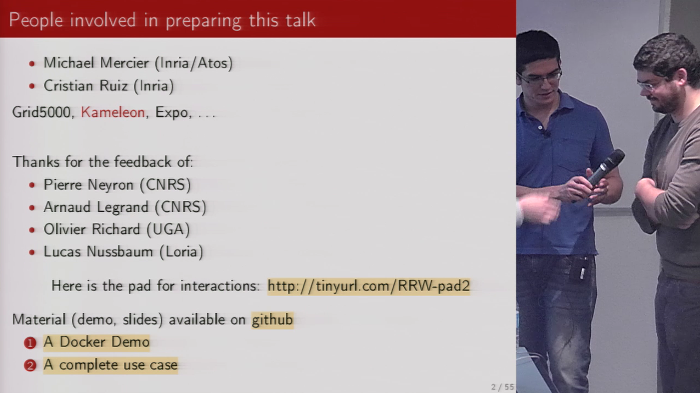 People involved in preparing this talk
Michael Mercier (Inria/Atos)
Cristian Ruiz (Inria)
Grid5000, Kameleon, Expo, ...
Thanks for the feedback of:
Pierre Neyron (CNRS)
Arnaud Legrand (CNRS)
Olivier Richard (UGA)
Lucas Nussbaum (Loria)
Here is the pad for interactions: http://tinyurl.com/RRW-pad2
Material (demo, slides) available on github
1 A Docker Demo
2 A complete use case
2 / 55